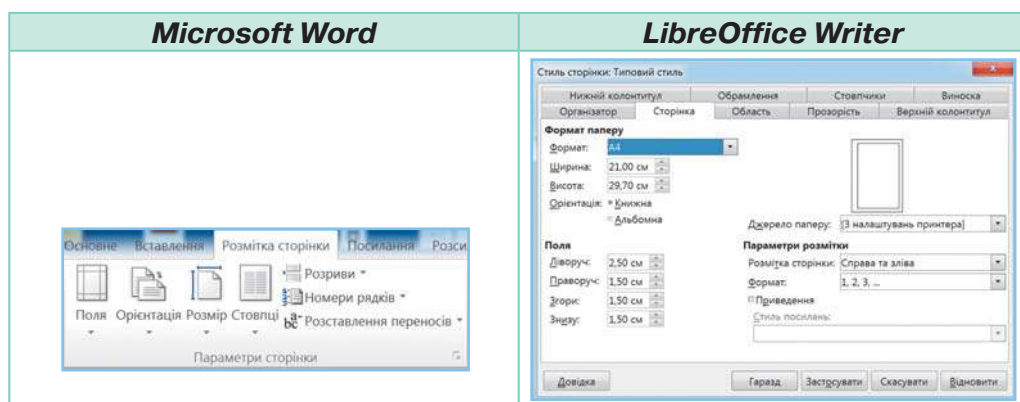 Microsoft Word
LibreOffice Writer
Основне Вставлення Розмітка сторінки Посилання Розси
Розриви
Номери рядків
Поля Орієнтація Розмір Стовпці Розставлення переносів
Параметри сторінки
Стиль сторінки: Типовий стиль
Нижній колонтитул Обрамлення Стовпчики Виноска
Організатор Сторінка Область Прозорість Верхній колонтитул
Формат паперу
Формат: A4
Ширина: 21,00 см
Висота: 29,70 см
Орієнтація: Книжна
Альбомна
Джерело паперу: [З налаштувань принтера]
Поля Параметри розмітки
Ліворуч: 2,50 см Розмітка сторінки: Справа та зліва
Праворуч: 1,50 см Формат: 1, 2, 3, ...
Згори: 1,50 см Приведення
Знизу: 1,50 см Стиль посилань:
Довідка Гаразд Застосувати Скасувати Відновити